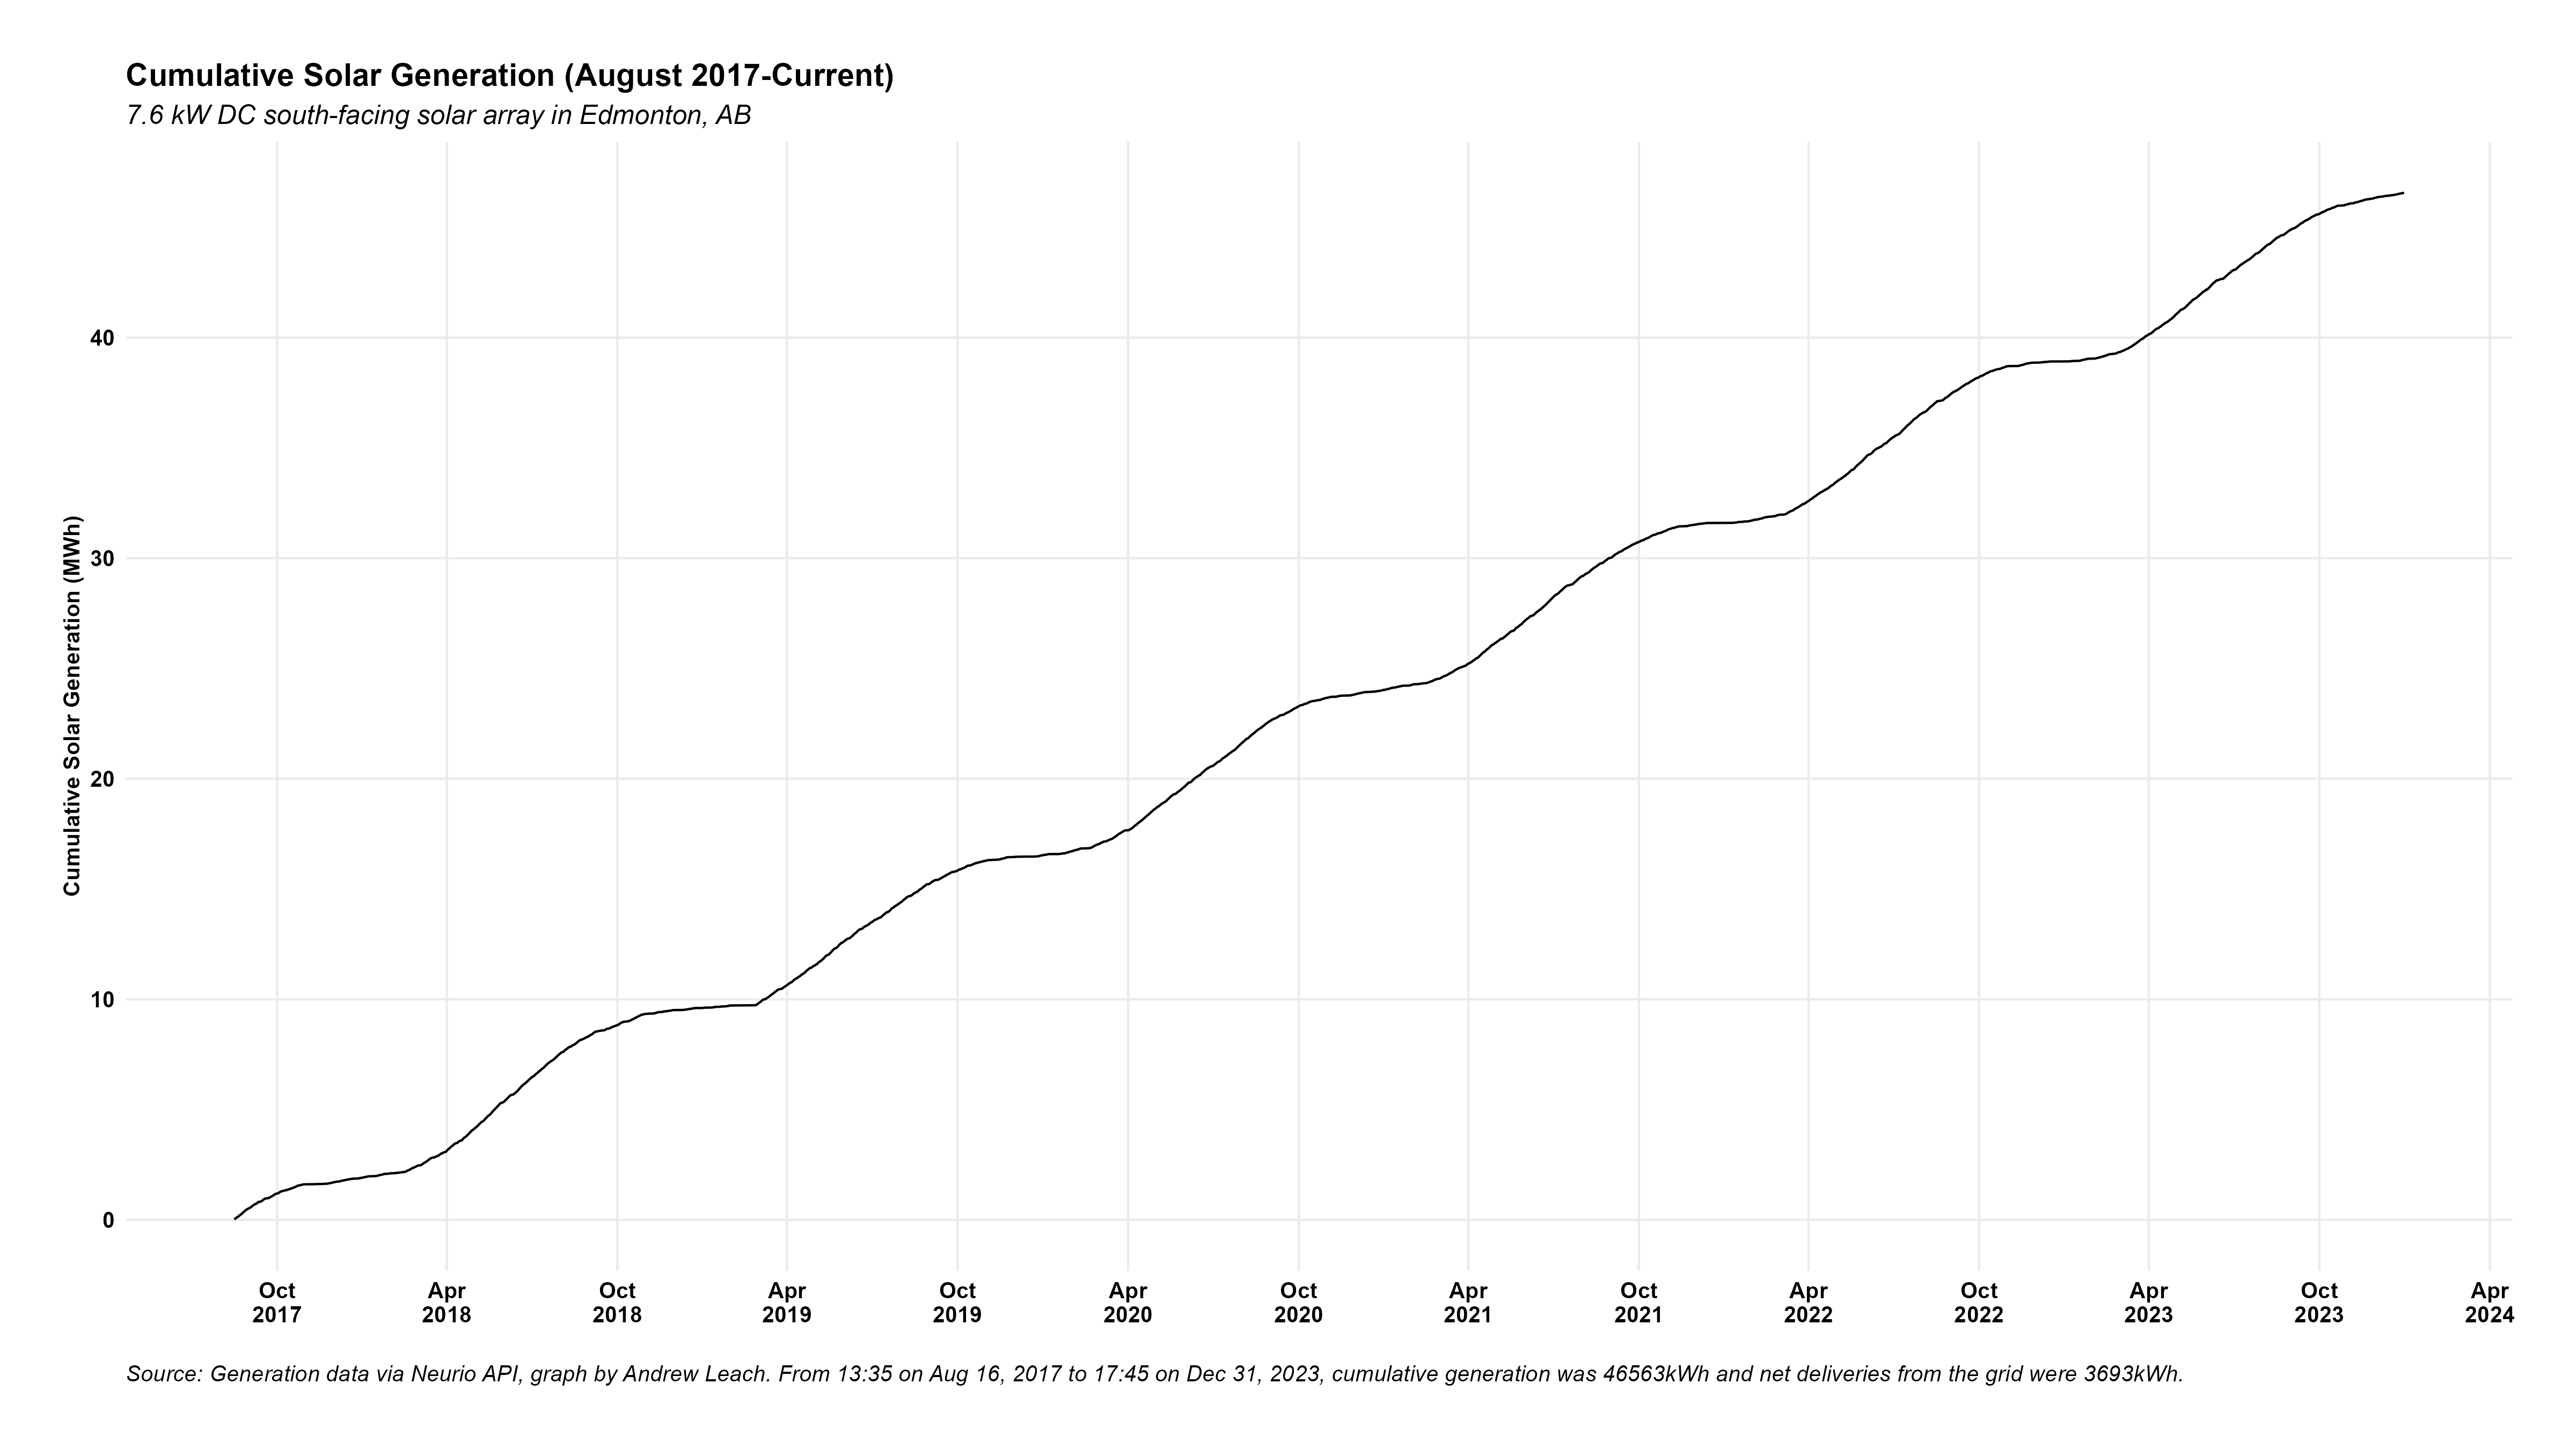 Cumulative Solar Generation (August 2017-Current)
7.6 kW DC south-facing solar array in Edmonton, AB
Cumulative Solar Generation (MWh)
40
30
20
10
0
Oct Apr Oct Apr Oct Apr Oct Apr Oct Apr Oct Apr Oct Apr
2017 2018 2018 2019 2019 2020 2020 2021 2021 2022 2022 2023 2023 2024
Source: Generation data via Neurio API, graph by Andrew Leach. From 13:35 on Aug 16, 2017 to 17:45 on Dec 31, 2023, cumulative generation was 46563kWh and net deliveries from the grid were 3693kWh.